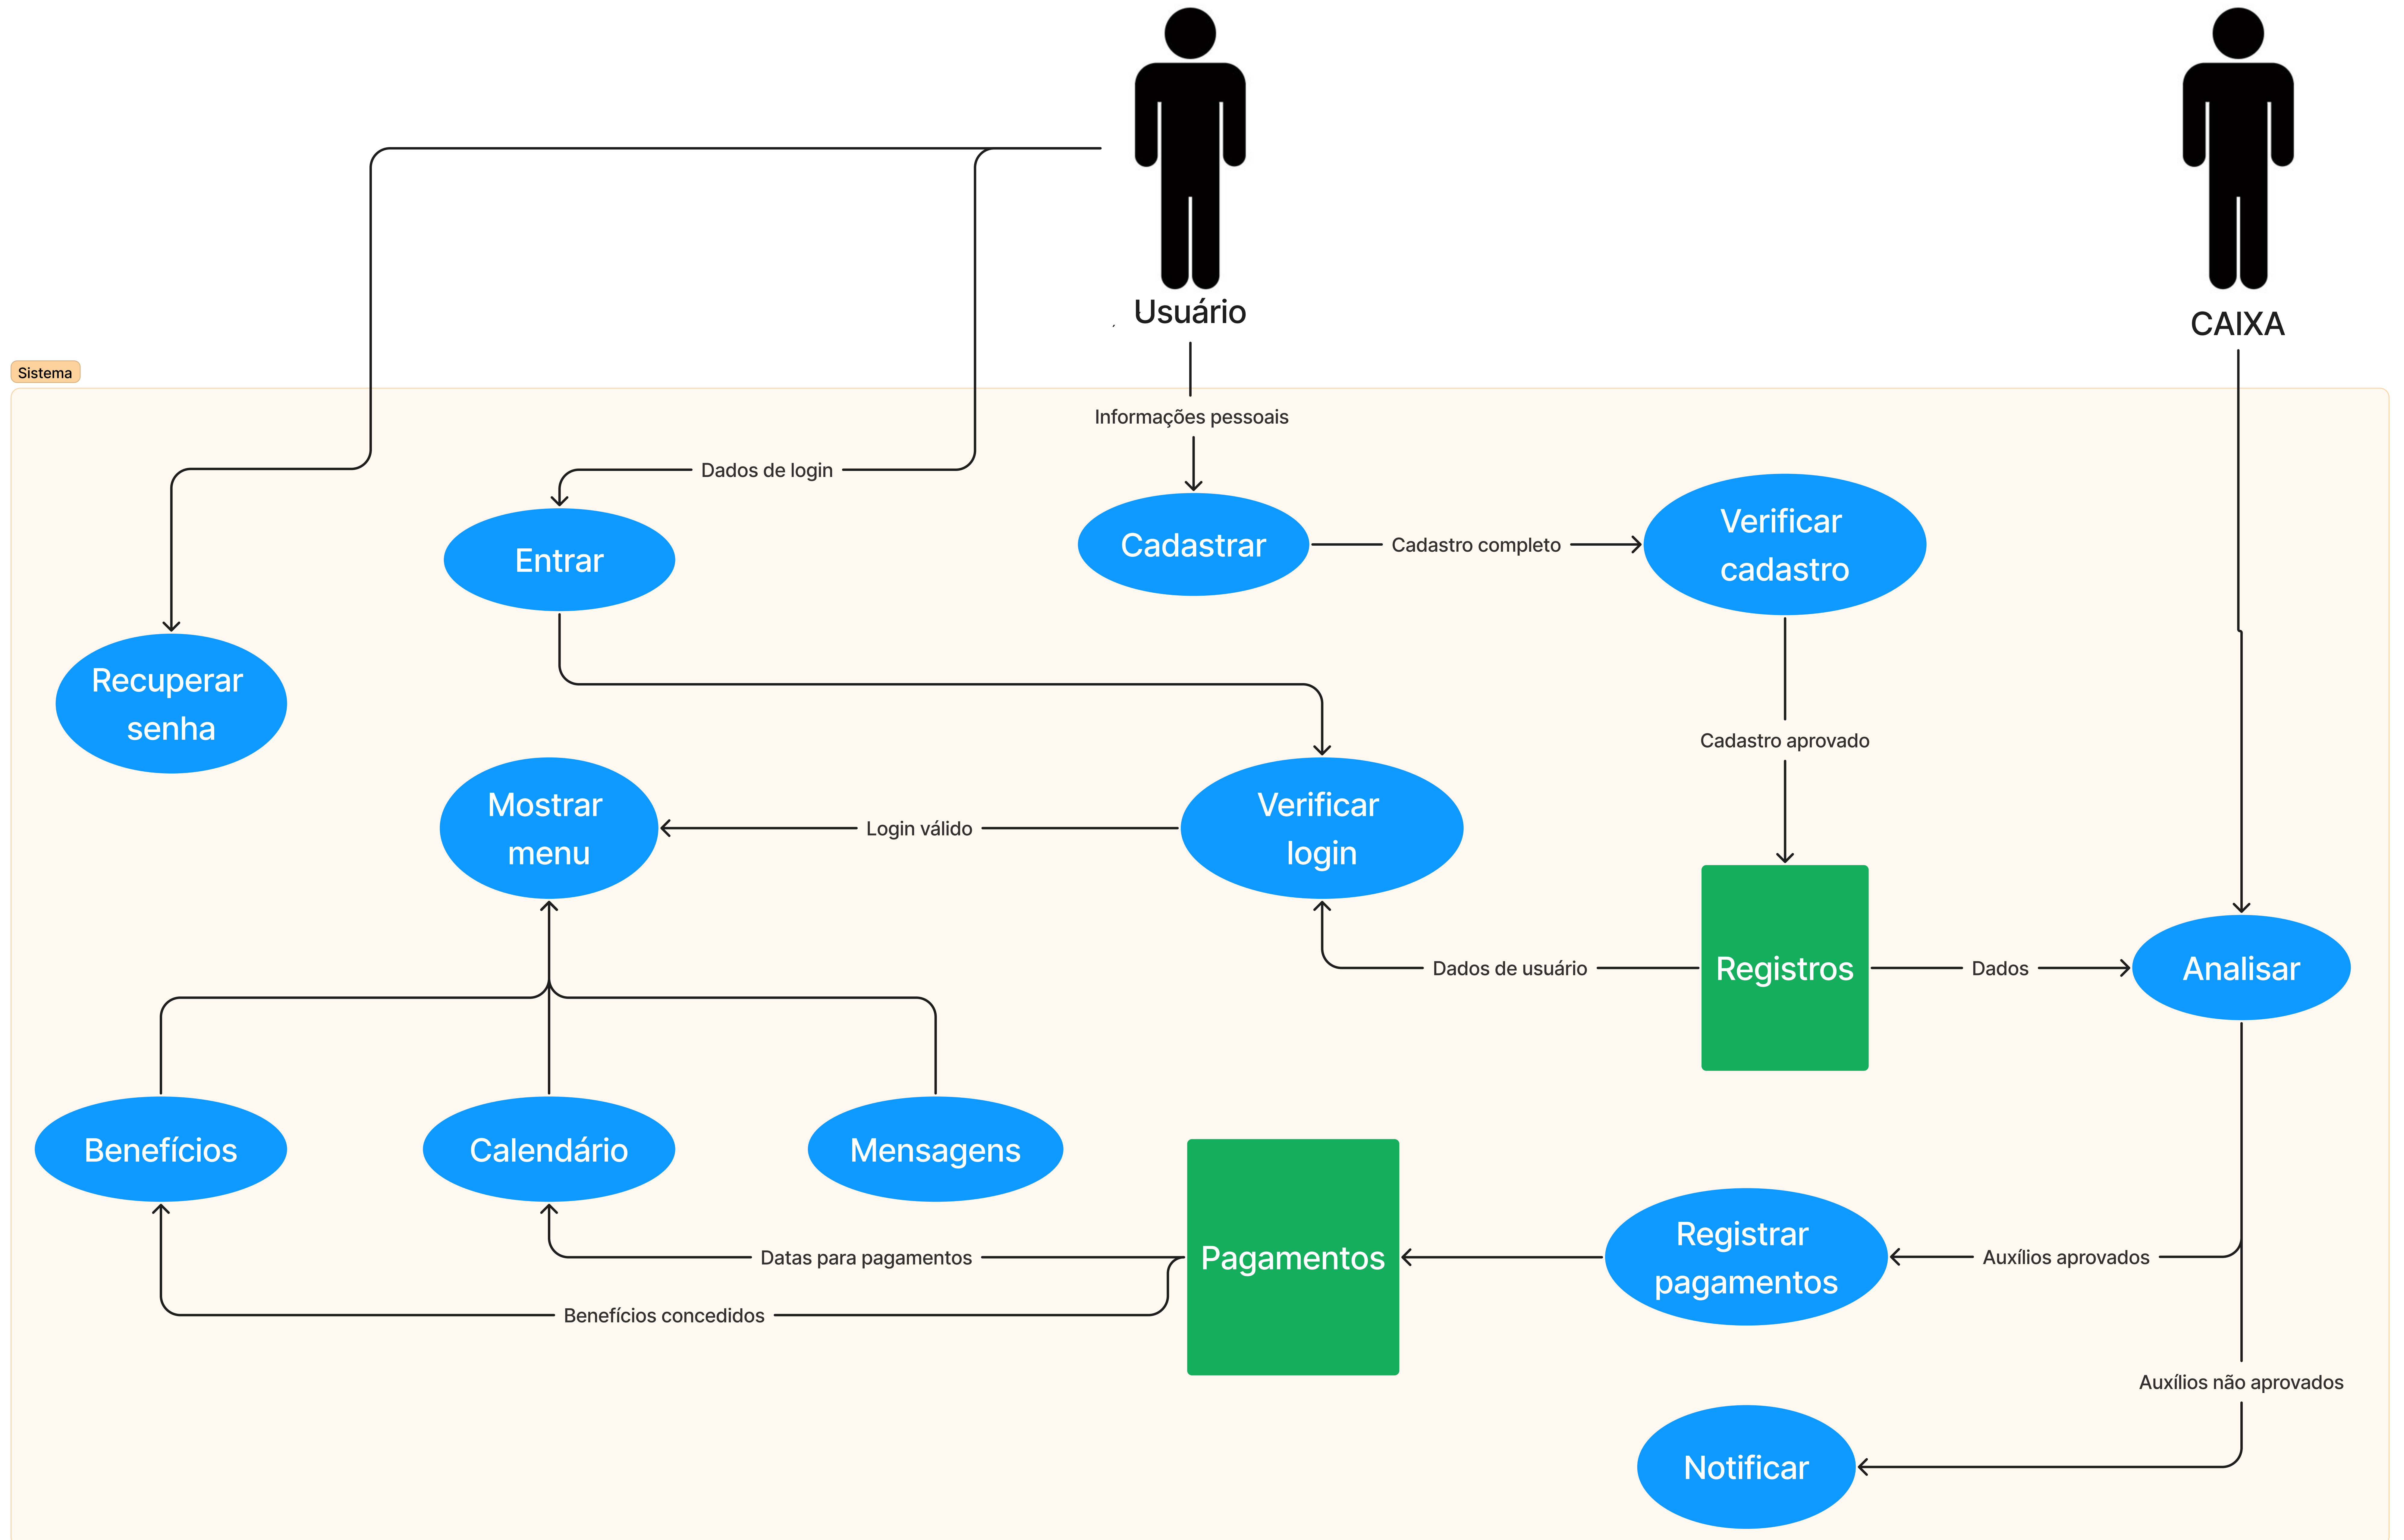 Usuário
CAIXA
Sistema
Informações pessoais
Dados de login
Entrar
Cadastrar
Cadastro completo
Verificar
cadastro
Recuperar
senha
Cadastro aprovado
Mostrar
menu
Login válido
Verificar
login
Dados de usuário
Registros
Dados
Analisar
Benefícios
Calendário
Mensagens
Datas para pagamentos
Pagamentos
Registrar
pagamentos
Auxílios aprovados
Benefícios concedidos
Auxílios não aprovados
Notificar